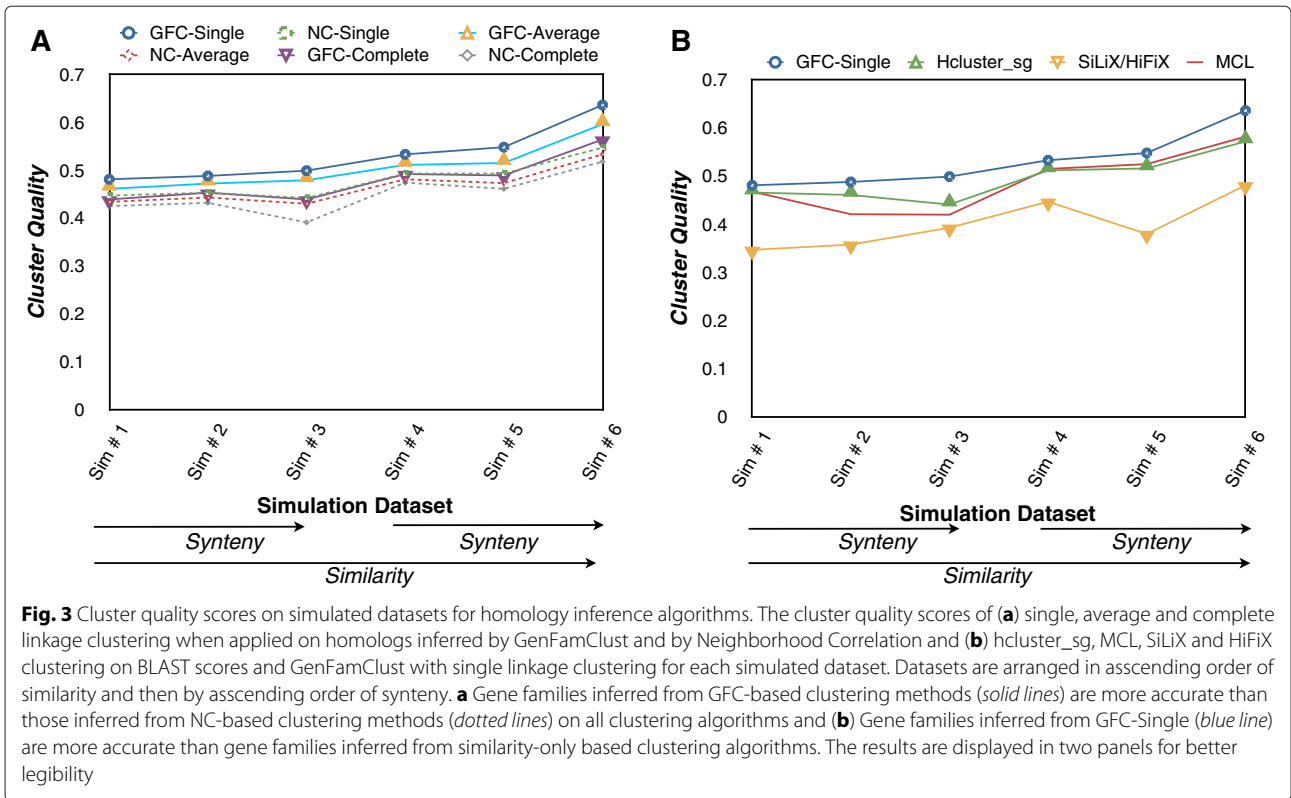 A
GFC-Single NC-Single GFC-Average
NC-Average GFC-Complete NC-Complete
0.7
0.6
0.5
0.4
0.3
0.2
0.1
0
Cluster Quality
Sim # 1
Sim # 2
Sim # 3
Sim # 4
Sim # 5
Sim # 6
Simulation Dataset
Synteny Synteny
Similarity
B
GFC-Single Hcluster_sg SiLiX/HiFiX MCL
0.7
0.6
0.5
0.4
0.3
0.2
0.1
0
Cluster Quality
Sim # 1
Sim # 2
Sim # 3
Sim # 4
Sim # 5
Sim # 6
Simulation Dataset
Synteny Synteny
Similarity
Fig. 3 Cluster quality scores on simulated datasets for homology inference algorithms. The cluster quality scores of (a) single, average and complete
linkage clustering when applied on homologs inferred by GenFamClust and by Neighborhood Correlation and (b) hcluster_sg, MCL, SiLiX and HiFiX
clustering on BLAST scores and GenFamClust with single linkage clustering for each simulated dataset. Datasets are arranged in asscending order of
similarity and then by asscending order of synteny. a Gene families inferred from GFC-based clustering methods (solid lines) are more accurate than
those inferred from NC-based clustering methods (dotted lines) on all clustering algorithms and (b) Gene families inferred from GFC-Single (blue line)
are more accurate than gene families inferred from similarity-only based clustering algorithms. The results are displayed in two panels for better
legibility